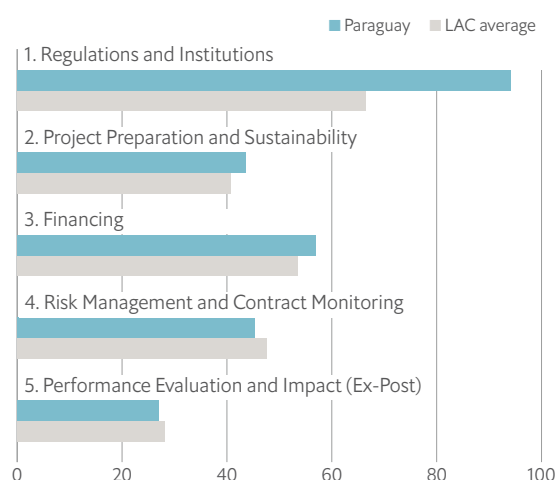 Paraguay LAC average
1. Regulations and Institutions
2. Project Preparation and Sustainability
3. Financing
4. Risk Management and Contract Monitoring
5. Performance Evaluation and Impact (Ex-Post)
0 20 40 60 80 100